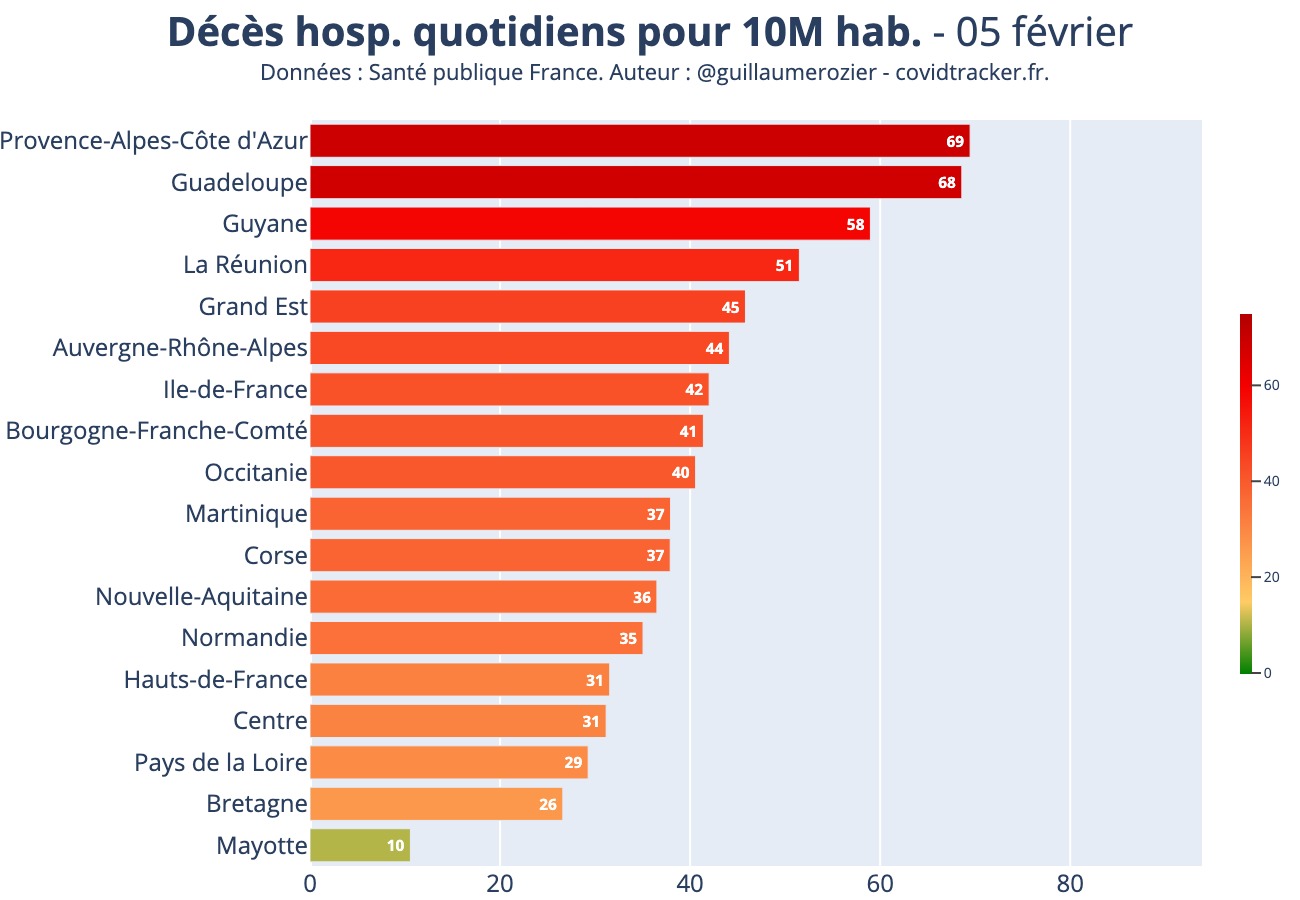 Décès hosp. quotidiens pour 10M hab. - 05 février
Données : Santé publique France. Auteur : @guillaumerozier - covidtracker.fr.
Provence-Alpes-Côte d'Azur 69
Guadeloupe 68
Guyane 58
La Réunion 51
Grand Est 45
Auvergne-Rhône-Alpes 44
Ile-de-France 42
Bourgogne-Franche-Comté 41
Occitanie 40
Martinique 37
Corse 37
Nouvelle-Aquitaine 36
Normandie 35
Hauts-de-France 31
Centre 31
Pays de la Loire 29
Bretagne 26
Mayotte 10
0 20 40 60 80
60
40
20
0